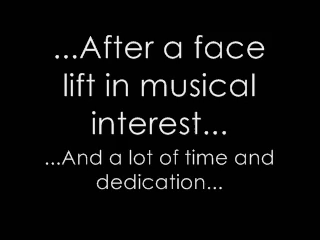 ...After a face
lift in musical
interest...
...And a lot of time and
dedication...